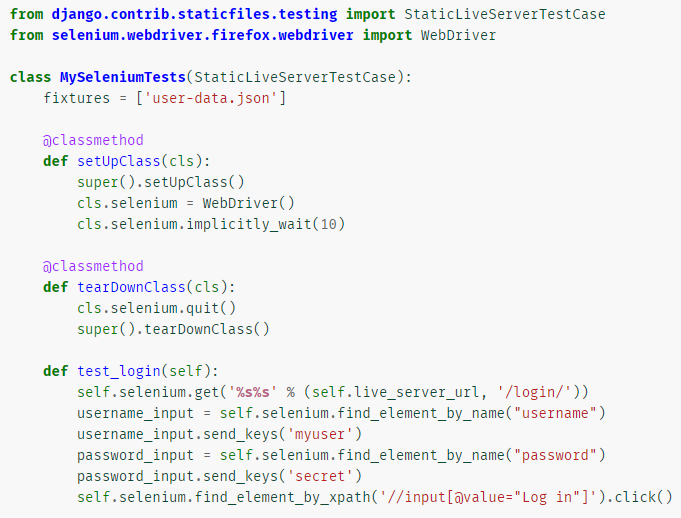 from django.contrib.staticfiles.testing import StaticLiveServerTestCase
from selenium.webdriver.firefox.webdriver import WebDriver

class MySeleniumTests(StaticLiveServerTestCase):
    fixtures = ['user-data.json']

    @classmethod
    def setUpClass(cls):
        super().setUpClass()
        cls.selenium = WebDriver()
        cls.selenium.implicitly_wait(10)

    @classmethod
    def tearDownClass(cls):
        cls.selenium.quit()
        super().tearDownClass()

    def test_login(self):
        self.selenium.get('%s%s' % (self.live_server_url, '/login/'))
        username_input = self.selenium.find_element_by_name("username")
        username_input.send_keys('myuser')
        password_input = self.selenium.find_element_by_name("password")
        password_input.send_keys('secret')
        self.selenium.find_element_by_xpath('//input[@value="Log in"]').click()